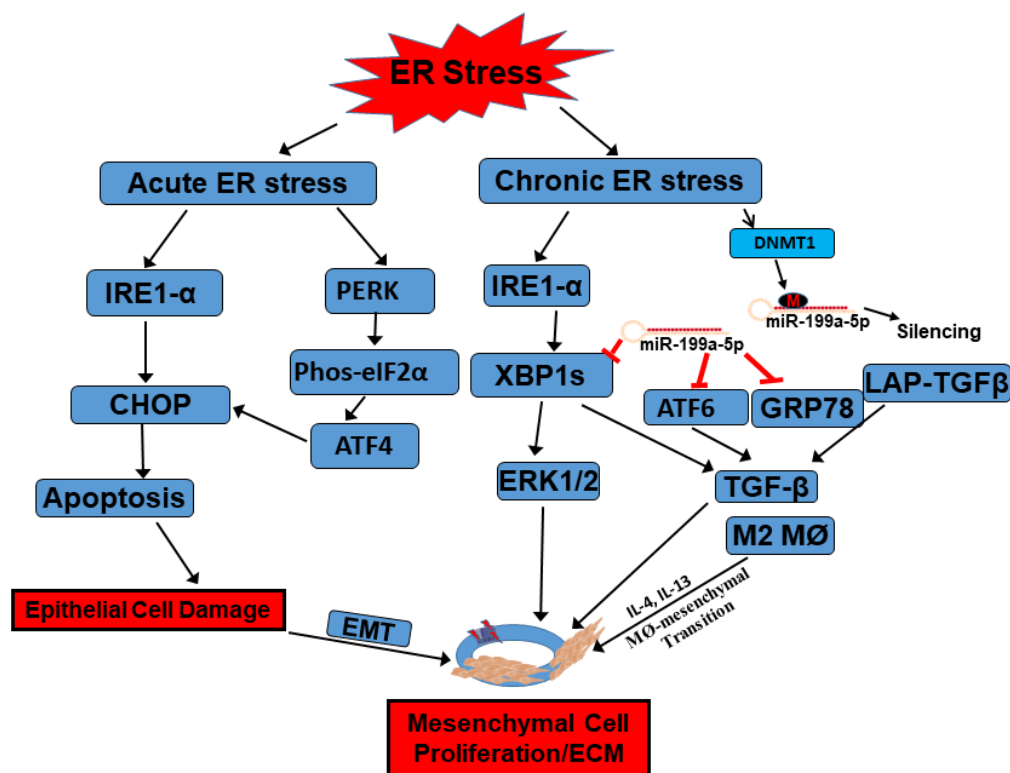 ER Stress
Acute ER stress
Chronic ER stress
DNMT1
IRE1-α
PERK
IRE1-α
M
miR-199a-5p
Silencing
miR-199a-5p
Phos-eIF2α
XBP1s
LAP-TGFβ
CHOP
ATF6
GRP78
ATF4
Apoptosis
ERK1/2
TGF-β
M2 MØ
IL-4, IL-13
MØ-mesenchymal
Transition
Epithelial Cell Damage
EMT
Mesenchymal Cell
Proliferation/ECM